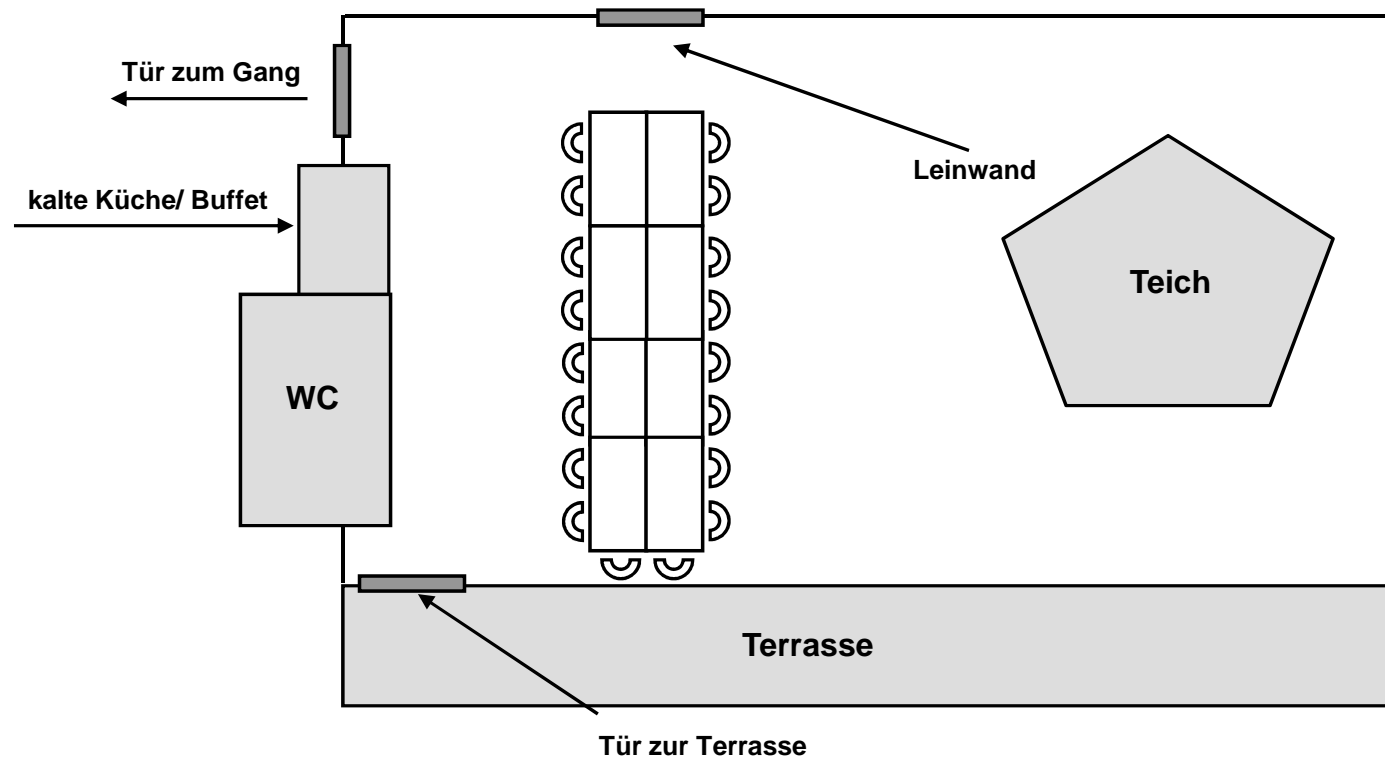 Tür zum Gang
Leinwand
kalte Küche/ Buffet
Teich
WC
Terrasse
Tür zur Terrasse